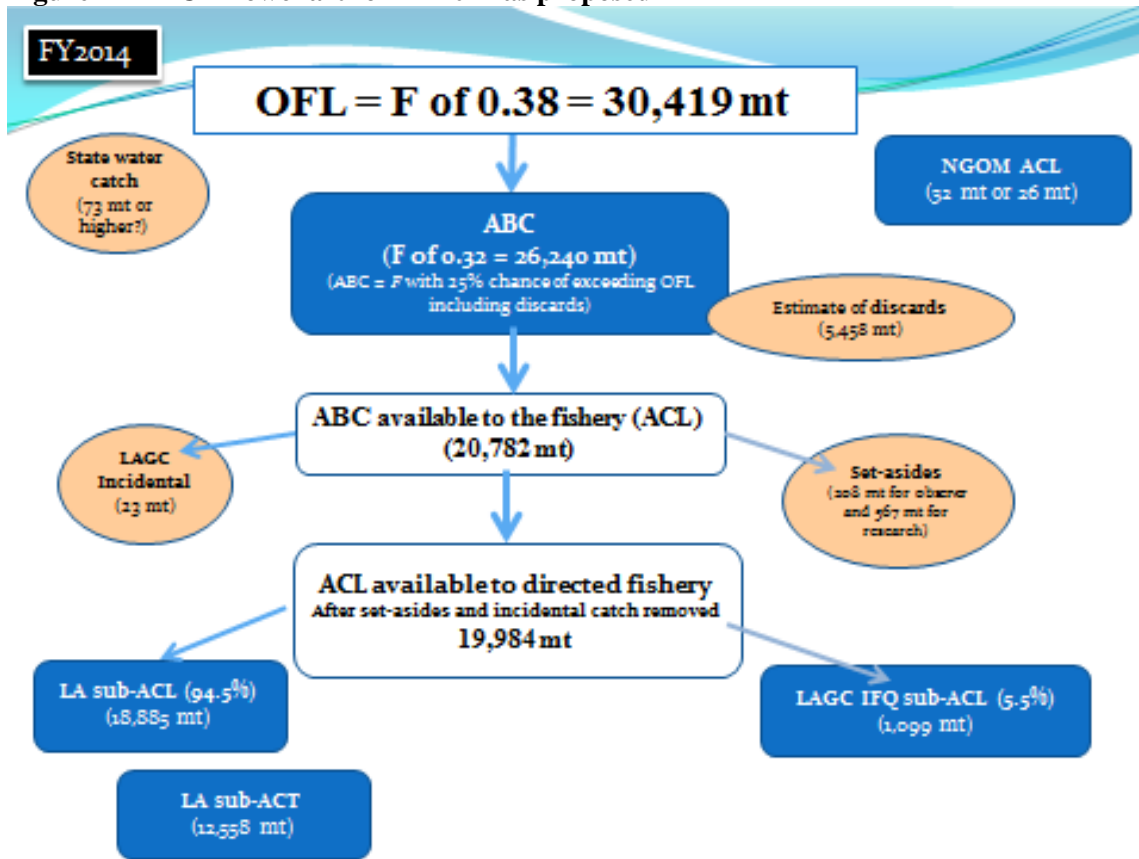 FY2014
OFL = F of 0.38 = 30,419 mt
State water
catch
(73 mt or
higher?)
NGOM ACL
(32 mt or 26 mt)
ABC
(F of 0.32 = 26,240 mt)
(ABC = F with 25% chance of exceeding OFL
including discards)
Estimate of discards
(5,458 mt)
ABC available to the fishery (ACL)
(20,782 mt)
LAGC
Incidental
(23 mt)
Set-asides
(208 mt for obserer
and 567 mt for
research)
ACL available to directed fishery
After set-asides and incidental catch removed
19,984 mt
LA sub-ACL (94.5%)
(18,885 mt)
LAGC IFQ sub-ACL (5.5%)
(1,099 mt)
LA sub-ACT
(12,558 mt)